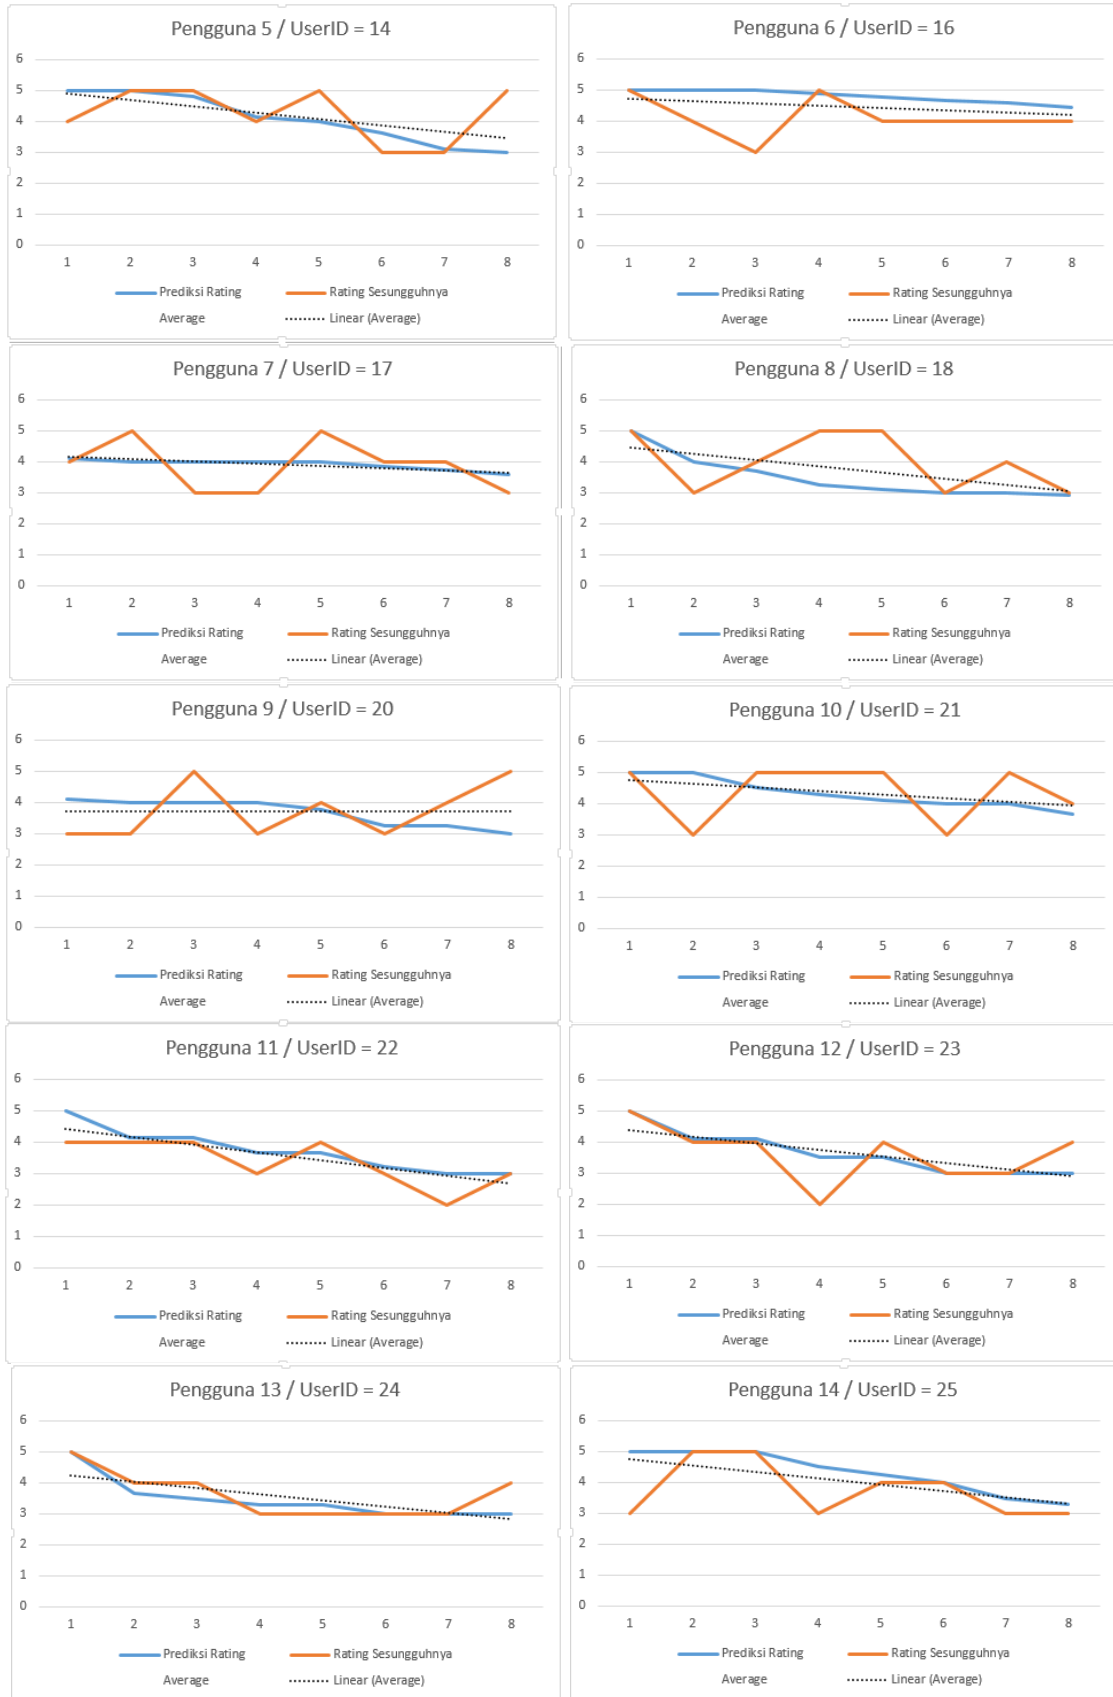 Pengguna 5 / UserID = 14
6
5
4
3
2
1
0
1 2 3 4 5 6 7 8
Prediksi Rating Rating Sesungguhnya
Average Linear (Average)
Pengguna 6 / UserID = 16
6
5
4
3
2
1
0
1 2 3 4 5 6 7 8
Prediksi Rating Rating Sesungguhnya
Average Linear (Average)
Pengguna 7 / UserID = 17
6
5
4
3
2
1
0
1 2 3 4 5 6 7 8
Prediksi Rating Rating Sesungguhnya
Average Linear (Average)
Pengguna 8 / UserID = 18
6
5
4
3
2
1
0
1 2 3 4 5 6 7 8
Prediksi Rating Rating Sesungguhnya
Average Linear (Average)
Pengguna 9 / UserID = 20
6
5
4
3
2
1
0
1 2 3 4 5 6 7 8
Prediksi Rating Rating Sesungguhnya
Average Linear (Average)
Pengguna 10 / UserID = 21
6
5
4
3
2
1
0
1 2 3 4 5 6 7 8
Prediksi Rating Rating Sesungguhnya
Average Linear (Average)
Pengguna 11 / UserID = 22
6
5
4
3
2
1
0
1 2 3 4 5 6 7 8
Prediksi Rating Rating Sesungguhnya
Average Linear (Average)
Pengguna 12 / UserID = 23
6
5
4
3
2
1
0
1 2 3 4 5 6 7 8
Prediksi Rating Rating Sesungguhnya
Average Linear (Average)
Pengguna 13 / UserID = 24
6
5
4
3
2
1
0
1 2 3 4 5 6 7 8
Prediksi Rating Rating Sesungguhnya
Average Linear (Average)
Pengguna 14 / UserID = 25
6
5
4
3
2
1
0
1 2 3 4 5 6 7 8
Prediksi Rating Rating Sesungguhnya
Average Linear (Average)